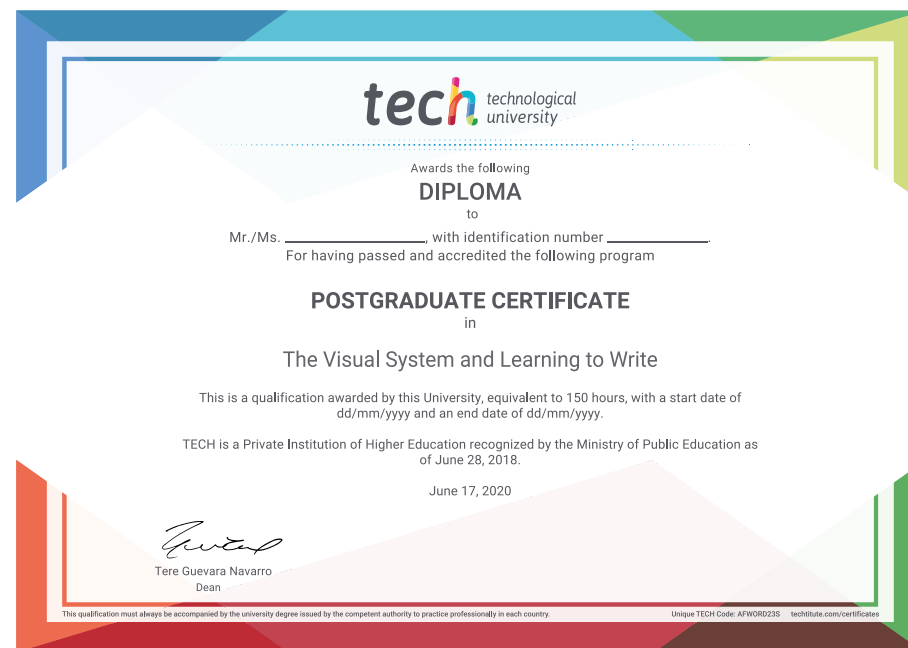 tech technological
university
Awards the following
DIPLOMA
to
Mr./Ms. ____________________, with identification number ______________.
For having passed and accredited the following program
POSTGRADUATE CERTIFICATE
in
The Visual System and Learning to Write
This is a qualification awarded by this University, equivalent to 150 hours, with a start date of
dd/mm/yyyy and an end date of dd/mm/yyyy.
TECH is a Private Institution of Higher Education recognized by the Ministry of Public Education as
of June 28, 2018.
June 17, 2020
Tere Guevara Navarro
Dean
This qualification must always be accompanied by the university degree issued by the competent authority to practice professionally in each country.
Unique TECH Code: AFWORD23S techtitute.com/certificates